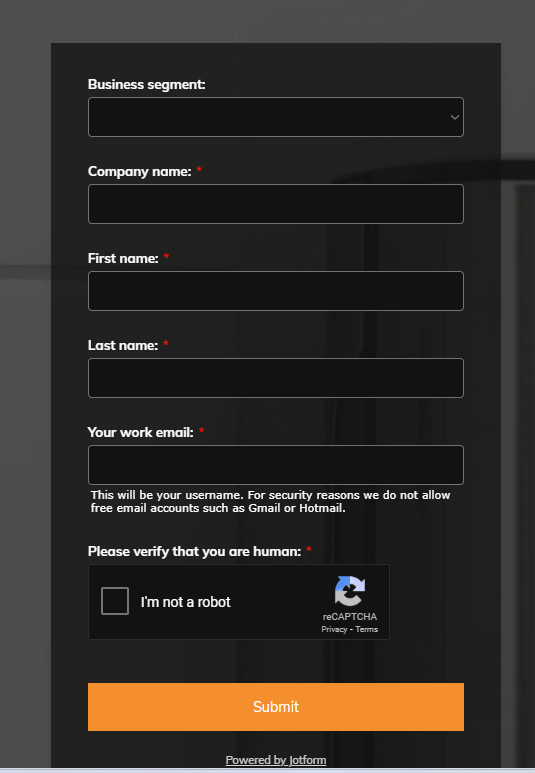 Business segment:
Company name: *
First name: *
Last name: *
Your work email: *
This will be your username. For security reasons we do not allow
free email accounts such as Gmail or Hotmail.
Please verify that you are human: *
I'm not a robot
reCAPTCHA
Privacy - Terms
Submit
Powered by Jotform